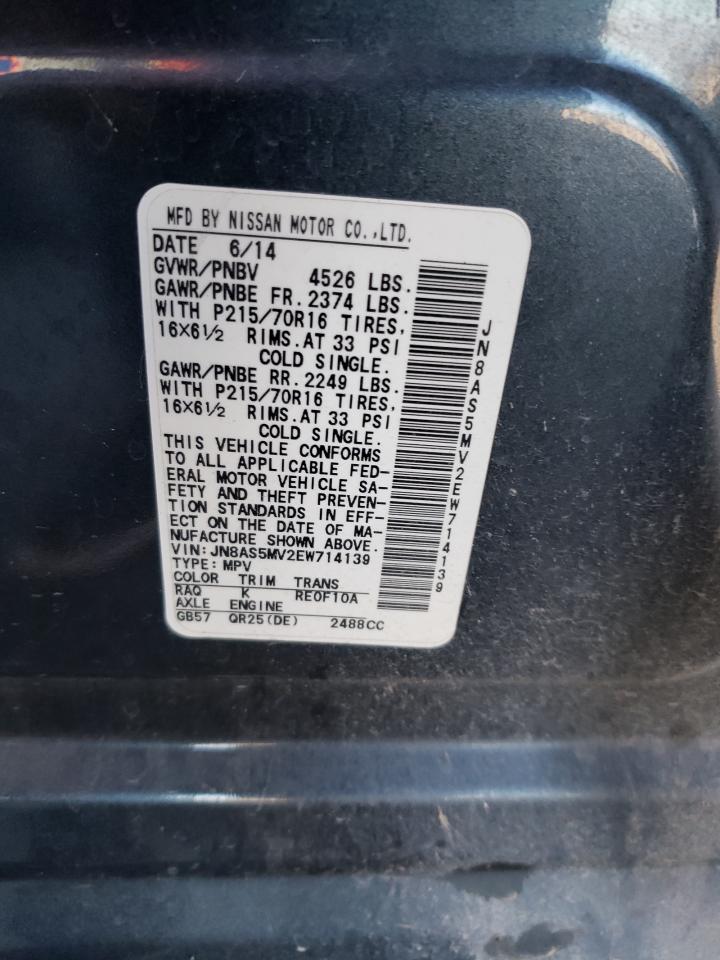 MFD BY NISSAN MOTOR CO.,LTD.
DATE 6/14
GVWR/PNBV 4526 LBS.
GAWR/PNBE FR. 2374 LBS.
WITH P215/70R16 TIRES,
16X6½ RIMS. AT 33 PSI
COLD SINGLE.
GAWR/PNBE RR. 2249 LBS.
WITH P215/70R16 TIRES,
16X6½ RIMS. AT 33 PSI
COLD SINGLE.
THIS VEHICLE CONFORMS
TO ALL APPLICABLE FED-
ERAL MOTOR VEHICLE SA-
FETY AND THEFT PREVEN-
TION STANDARDS IN EFF-
ECT ON THE DATE OF MA-
NUFACTURE SHOWN ABOVE.
VIN: JN8AS5MV2EW714139
TYPE: MPV
COLOR TRIM TRANS
RAQ K RE0F10A
AXLE ENGINE
GB57 QR25(DE) 2488CC
JN8AS5MV2EW714139